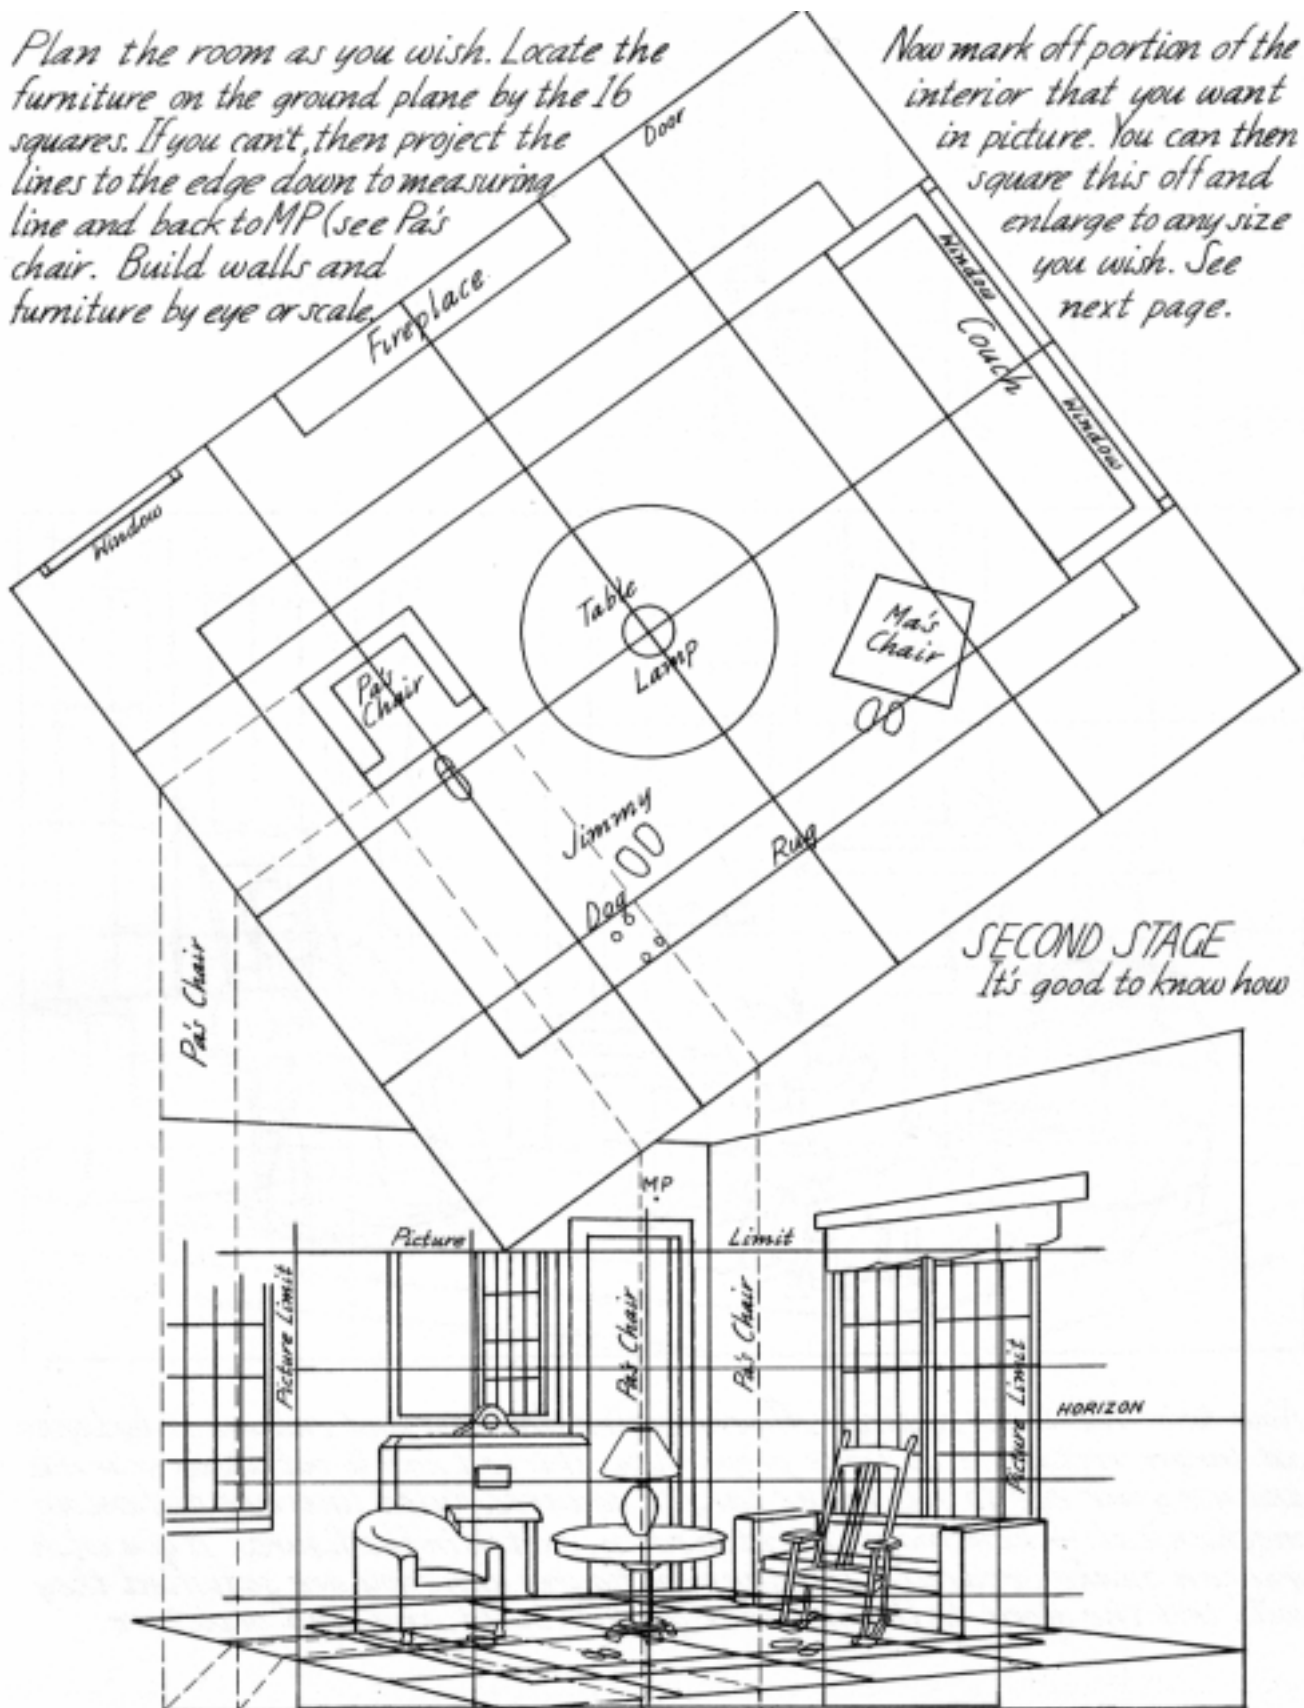 Plan the room as you wish. Locate the
furniture on the ground plane by the 16
squares. If you can't, then project the
lines to the edge down to measuring
line and back to MP (see Pa's
chair. Build walls and
furniture by eye or scale.
Now mark off portion of the
interior that you want
in picture. You can then
square this off and
enlarge to any size
you wish. See
next page.
Door
Fireplace
Window
Window
Couch
Window
Table
Lamp
Ma's
Chair
Pa's
Chair
Jimmy
Dog
Rug
SECOND STAGE
It's good to know how
Pa's Chair
MP
Picture
Limit
Picture Limit
Pa's Chair
Pa's Chair
Picture Limit
HORIZON